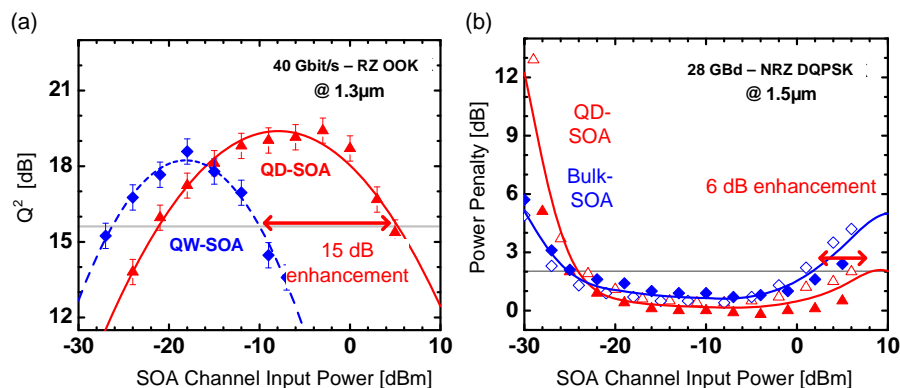 (a)
21
18
15
12
Q² [dB]
40 Gbit/s – RZ OOK
@ 1.3µm
QD-SOA
QW-SOA
15 dB
enhancement
-30
-20
-10
0
10
SOA Channel Input Power [dBm]
(b)
12
9
6
3
0
Power Penalty [dB]
28 GBd – NRZ DQPSK
@ 1.5µm
QD-
SOA
Bulk-
SOA
6 dB enhancement
-30
-20
-10
0
10
SOA Channel Input Power [dBm]